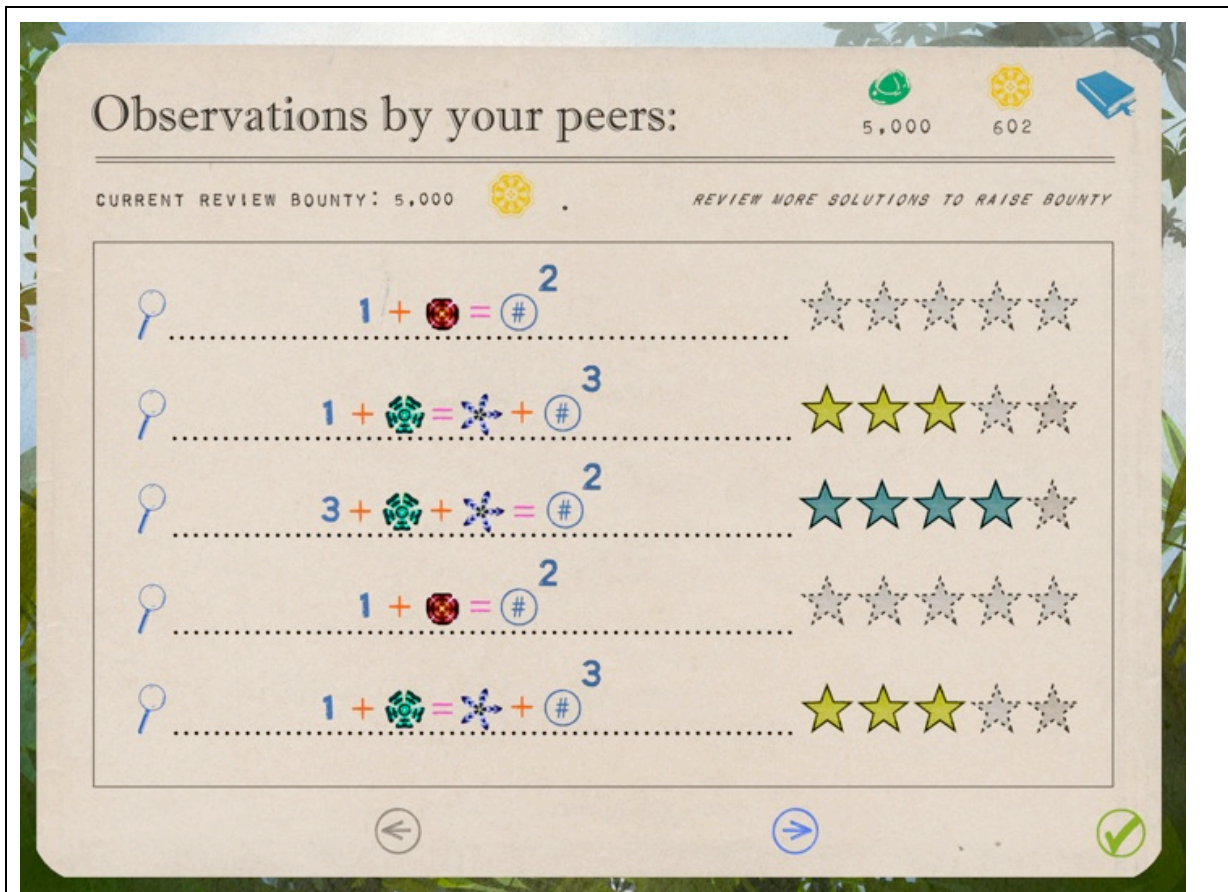 Observations by your peers:
5,000
602
CURRENT REVIEW BOUNTY: 5,000 .
REVIEW MORE SOLUTIONS TO RAISE BOUNTY
1 + = # 2
1 + = + # 3
3 + + = # 2
1 + = # 2
1 + = + # 3